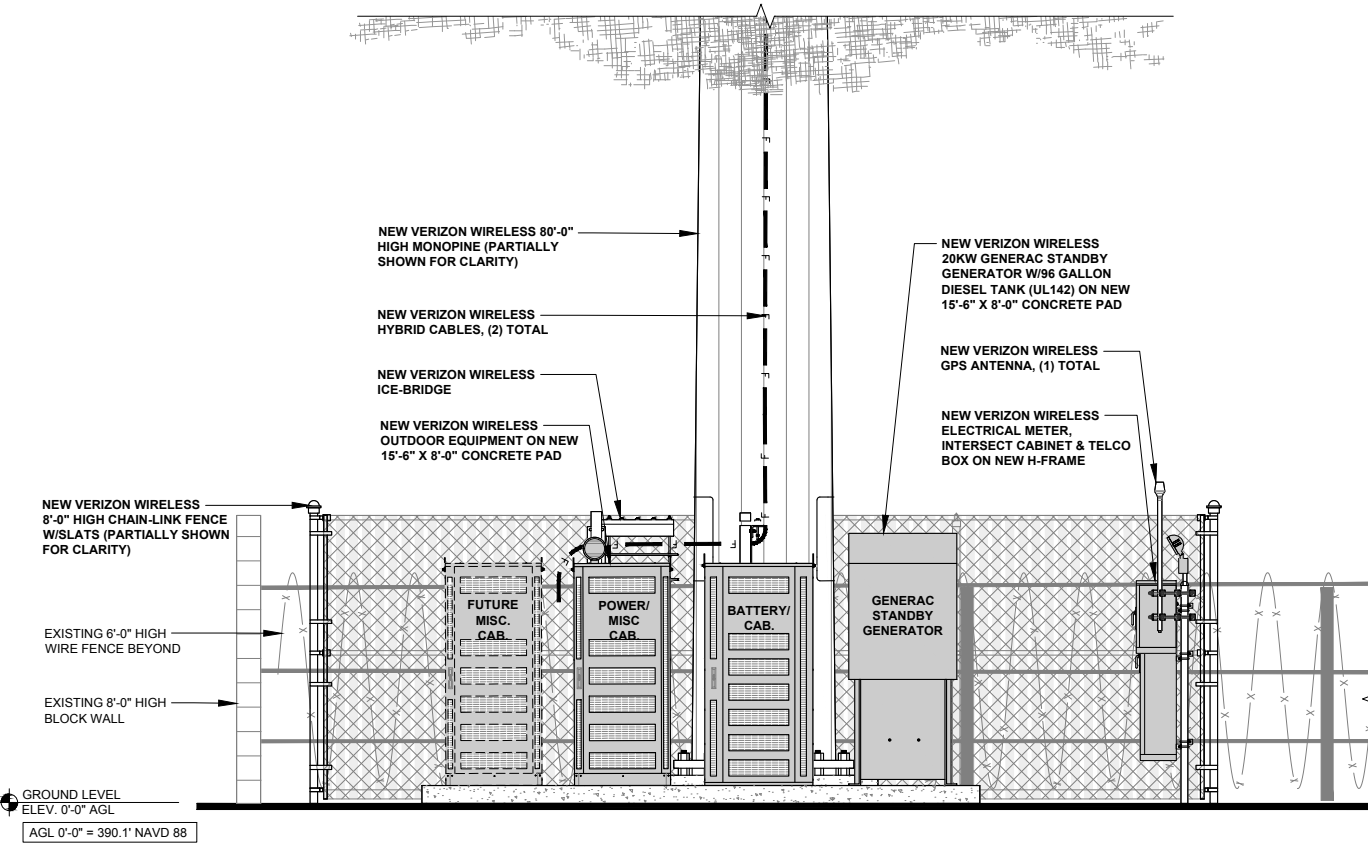 NEW VERIZON WIRELESS 80'-0"
HIGH MONOPINE (PARTIALLY
SHOWN FOR CLARITY)
NEW VERIZON WIRELESS
HYBRID CABLES, (2) TOTAL
NEW VERIZON WIRELESS
ICE-BRIDGE
NEW VERIZON WIRELESS
OUTDOOR EQUIPMENT ON NEW
15'-6" X 8'-0" CONCRETE PAD
NEW VERIZON WIRELESS
20KW GENERAC STANDBY
GENERATOR W/96 GALLON
DIESEL TANK (UL142) ON NEW
15'-6" X 8'-0" CONCRETE PAD
NEW VERIZON WIRELESS
GPS ANTENNA, (1) TOTAL
NEW VERIZON WIRELESS
ELECTRICAL METER,
INTERSECT CABINET & TELCO
BOX ON NEW H-FRAME
NEW VERIZON WIRELESS
8'-0" HIGH CHAIN-LINK FENCE
W/SLATS (PARTIALLY SHOWN
FOR CLARITY)
EXISTING 6'-0" HIGH
WIRE FENCE BEYOND
EXISTING 8'-0" HIGH
BLOCK WALL
FUTURE
MISC.
CAB.
POWER/
MISC
CAB.
BATTERY/
CAB.
GENERAC
STANDBY
GENERATOR
GROUND LEVEL
ELEV. 0'-0" AGL
AGL 0'-0" = 390.1' NAVD 88